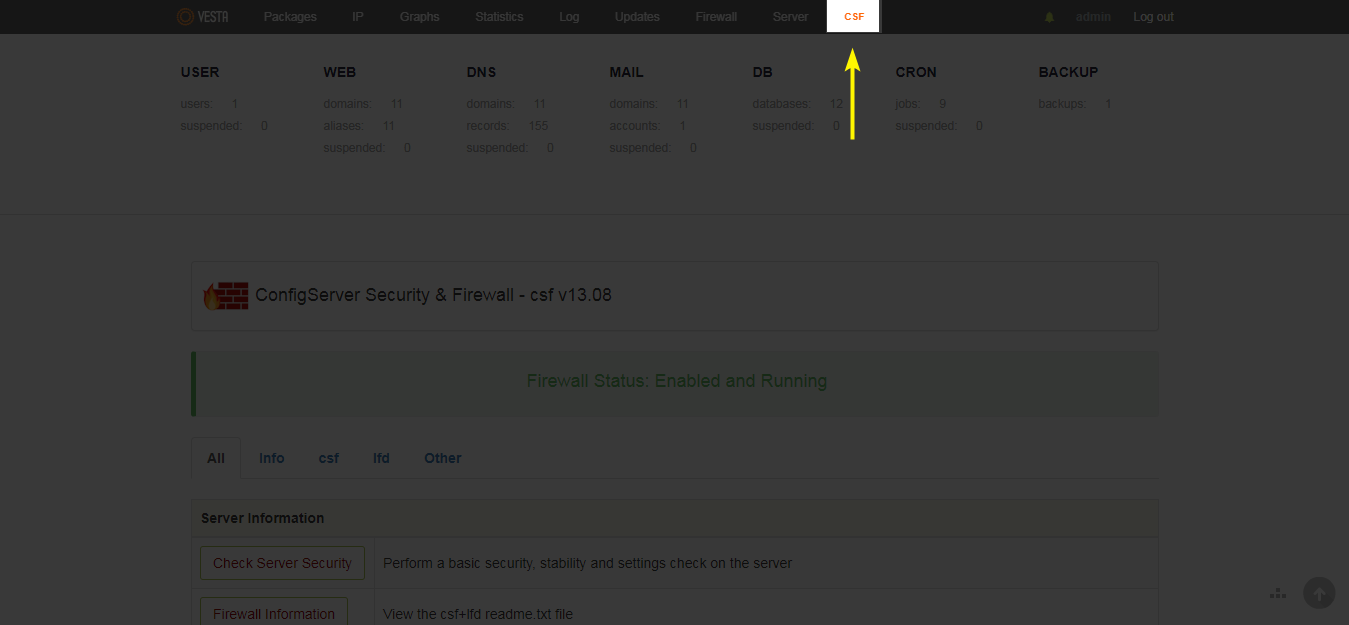 VESTA Packages IP Graphs Statistics Log Updates Firewall Server CSF admin Log out
USER WEB DNS MAIL DB CRON BACKUP
users: 1 domains: 11 domains: 11 domains: 11 databases: 12 jobs: 9 backups: 1
suspended: 0 aliases: 11 records: 155 accounts: 1 suspended: 0 suspended: 0
suspended: 0 suspended: 0 suspended: 0
ConfigServer Security & Firewall - csf v13.08
Firewall Status: Enabled and Running
All Info csf lfd Other
Server Information
Check Server Security Perform a basic security, stability and settings check on the server
Firewall Information View the csf+lfd readme.txt file